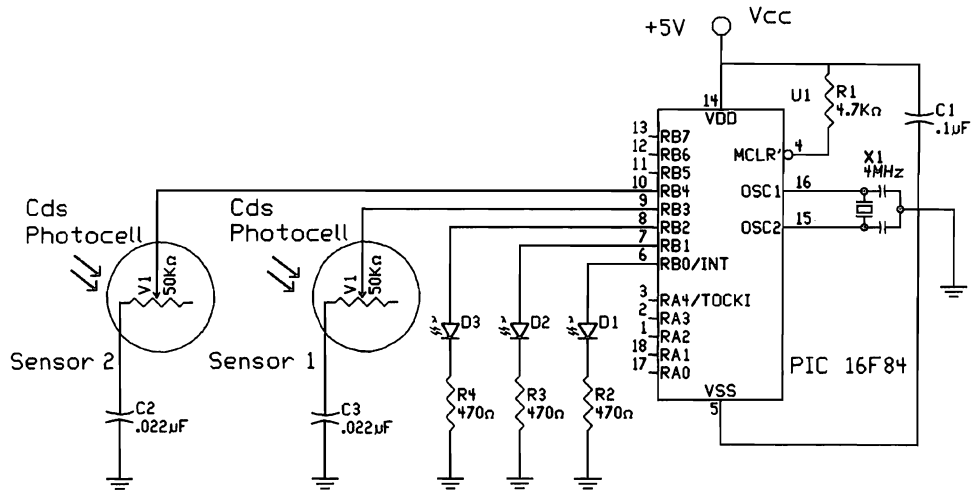 +5V
Vcc
14
VDD
U1
R1
4.7KΩ
C1
.1µF
13 RB7
12 RB6
11 RB5
10 RB4
9 RB3
8 RB2
7 RB1
6 RB0/INT
3 RA4/TOCKI
2 RA3
1 RA2
18 RA1
17 RA0
MCLR' 4
OSC1 16
OSC2 15
X1
4MHz
VSS
5
PIC 16F84
Cds
Photocell
V1
50KΩ
Sensor 2
C2
.022µF
Cds
Photocell
V1
50KΩ
Sensor 1
C3
.022µF
D3
D2
D1
R4
470Ω
R3
470Ω
R2
470Ω